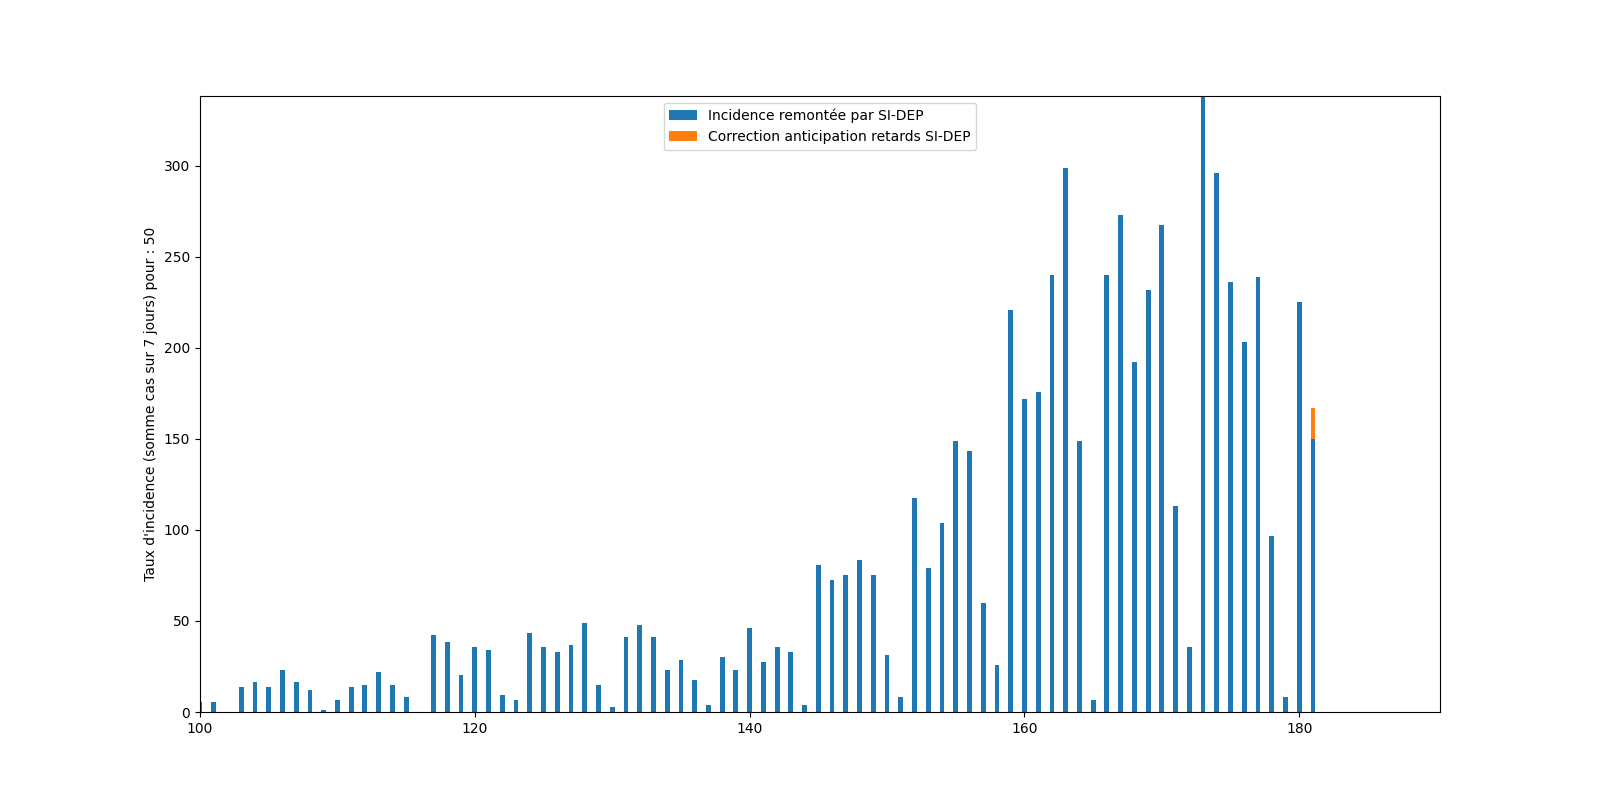 Incidence remontée par SI-DEP
Correction anticipation retards SI-DEP
Taux d'incidence (somme cas sur 7 jours) pour : 50
300
250
200
150
100
50
0
100 120 140 160 180